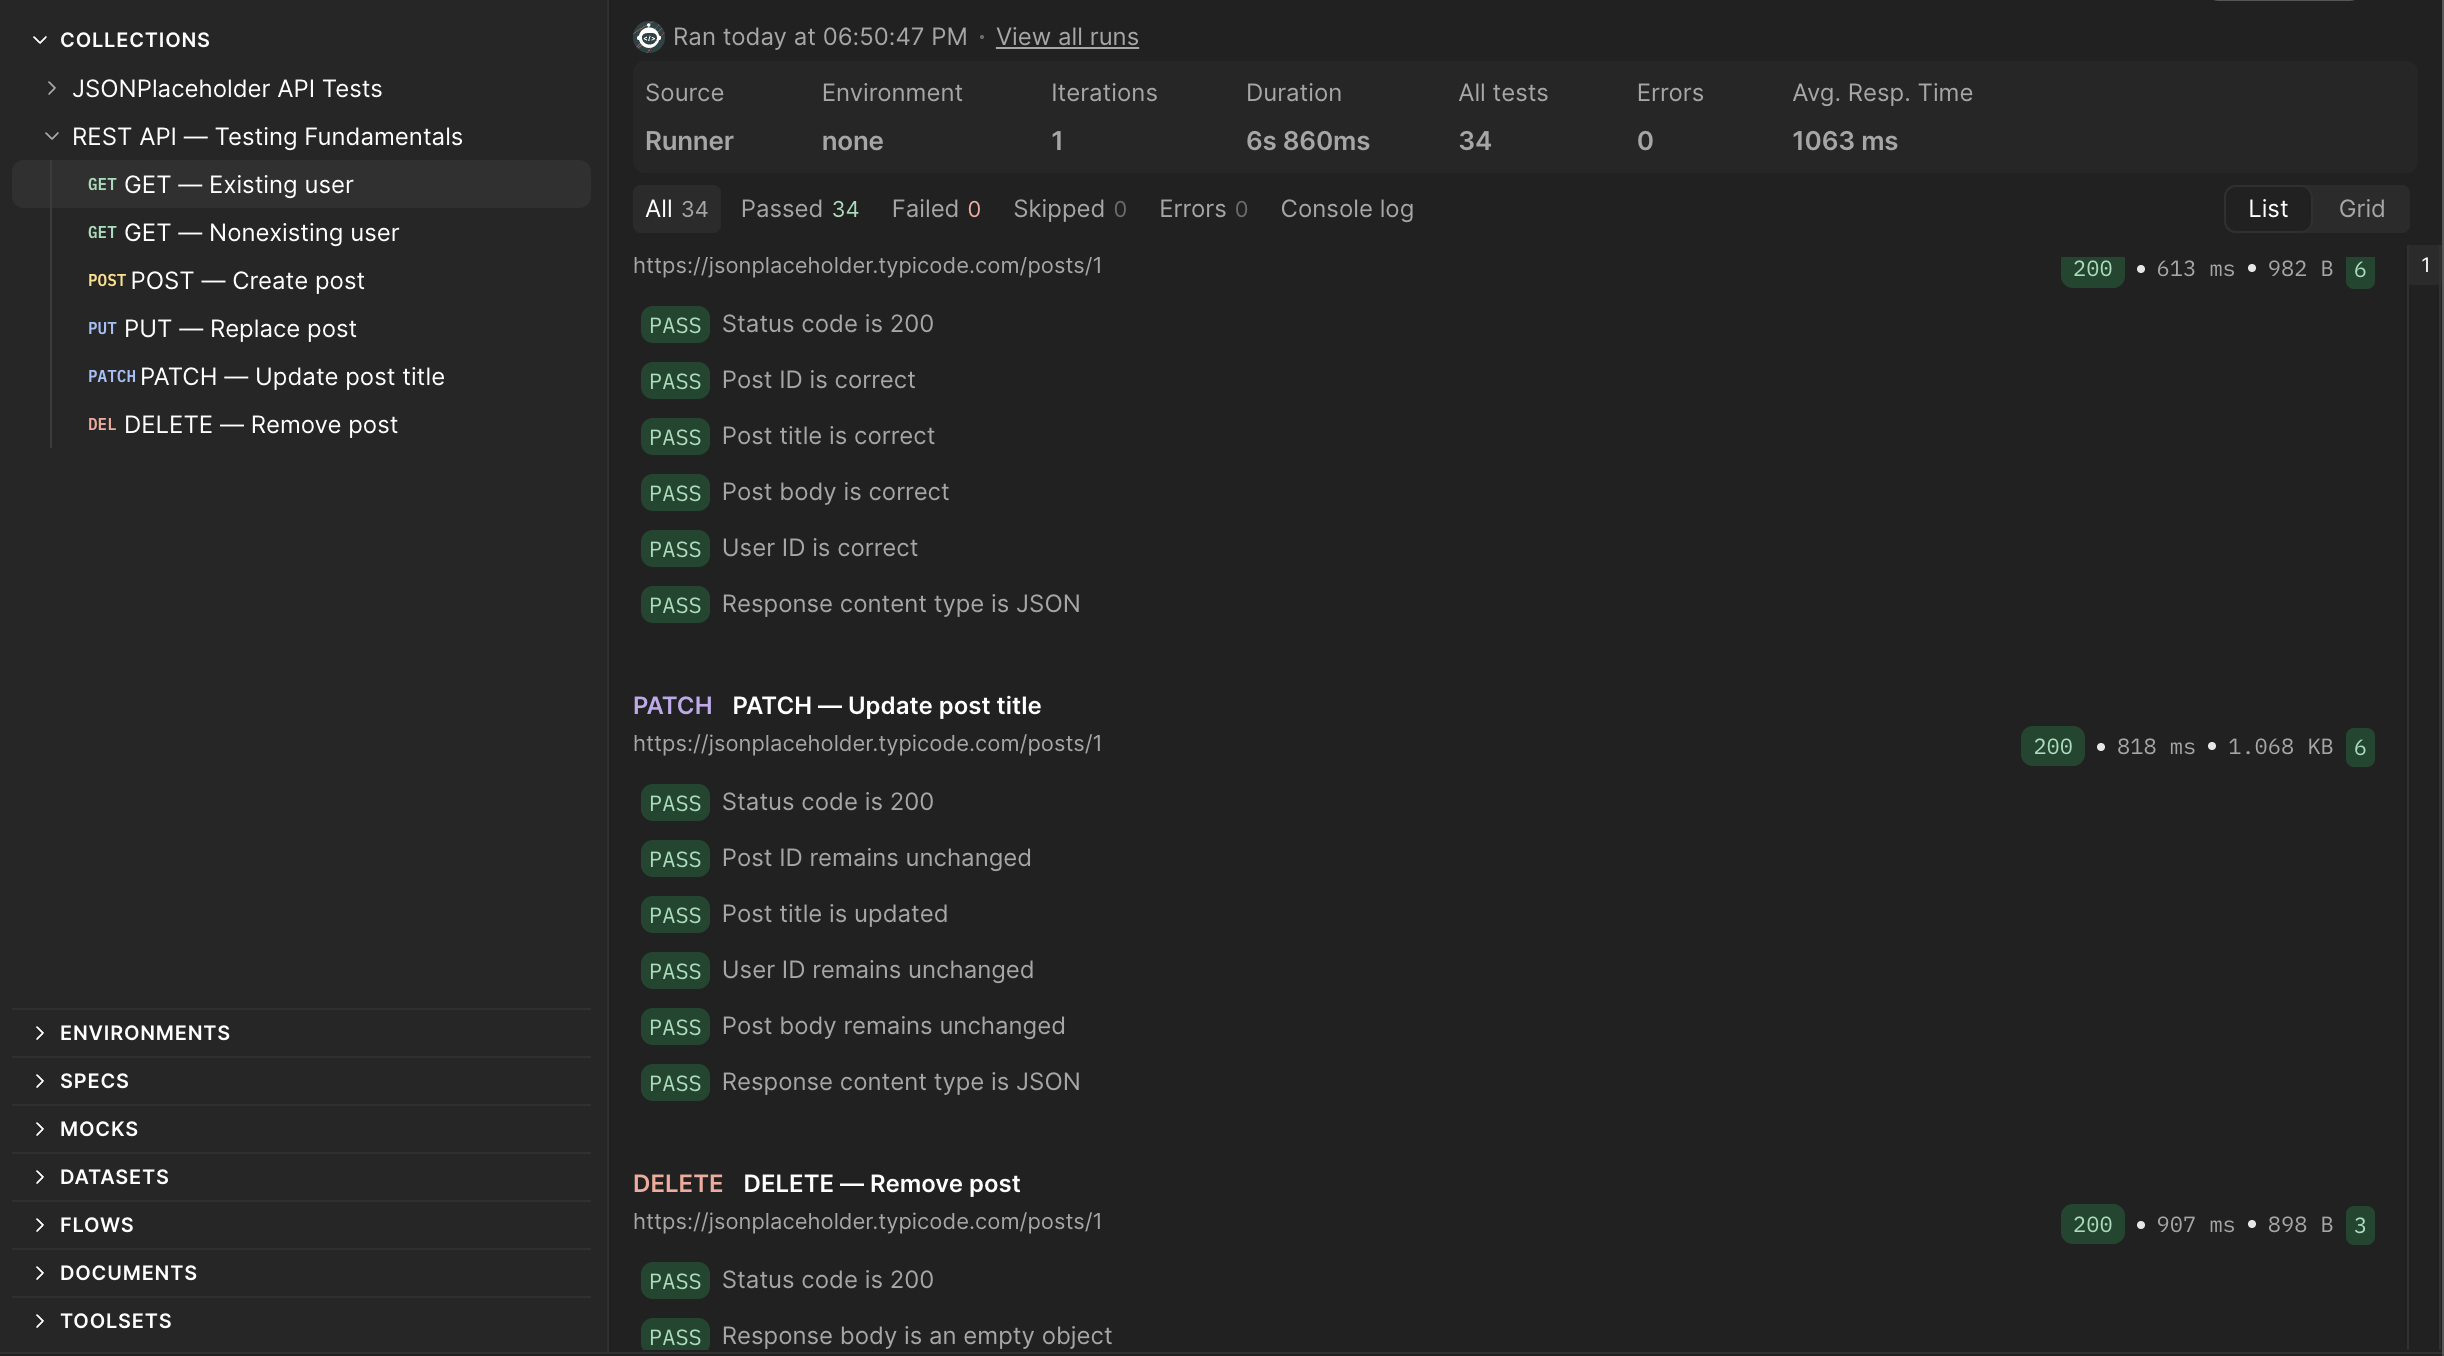 COLLECTIONS
JSONPlaceholder API Tests
REST API — Testing Fundamentals
GET GET — Existing user
GET GET — Nonexisting user
POST POST — Create post
PUT PUT — Replace post
PATCH PATCH — Update post title
DEL DELETE — Remove post
ENVIRONMENTS
SPECS
MOCKS
DATASETS
FLOWS
DOCUMENTS
TOOLSETS
Ran today at 06:50:47 PM · View all runs
Source Environment Iterations Duration All tests Errors Avg. Resp. Time
Runner none 1 6s 860ms 34 0 1063 ms
All 34 Passed 34 Failed 0 Skipped 0 Errors 0 Console log List Grid
https://jsonplaceholder.typicode.com/posts/1 200 • 613 ms • 982 B 6 1
PASS Status code is 200
PASS Post ID is correct
PASS Post title is correct
PASS Post body is correct
PASS User ID is correct
PASS Response content type is JSON
PATCH PATCH — Update post title
https://jsonplaceholder.typicode.com/posts/1 200 • 818 ms • 1.068 KB 6
PASS Status code is 200
PASS Post ID remains unchanged
PASS Post title is updated
PASS User ID remains unchanged
PASS Post body remains unchanged
PASS Response content type is JSON
DELETE DELETE — Remove post
https://jsonplaceholder.typicode.com/posts/1 200 • 907 ms • 898 B 3
PASS Status code is 200
PASS Response body is an empty object